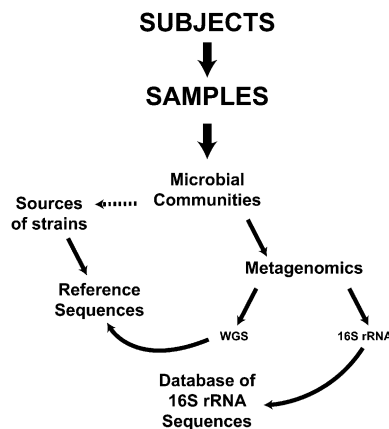 SUBJECTS
SAMPLES
Microbial
Communities
Sources
of strains
Metagenomics
Reference
Sequences
WGS
16S rRNA
Database of
16S rRNA
Sequences